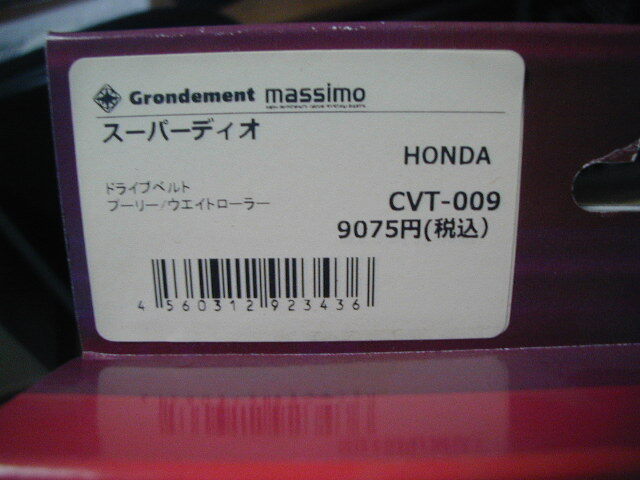 Grondement massimo
スーパーディオ
HONDA
ドライブベルト
プーリー/ウエイトローラー
CVT-009
9075円(税込)
4 560312 923436